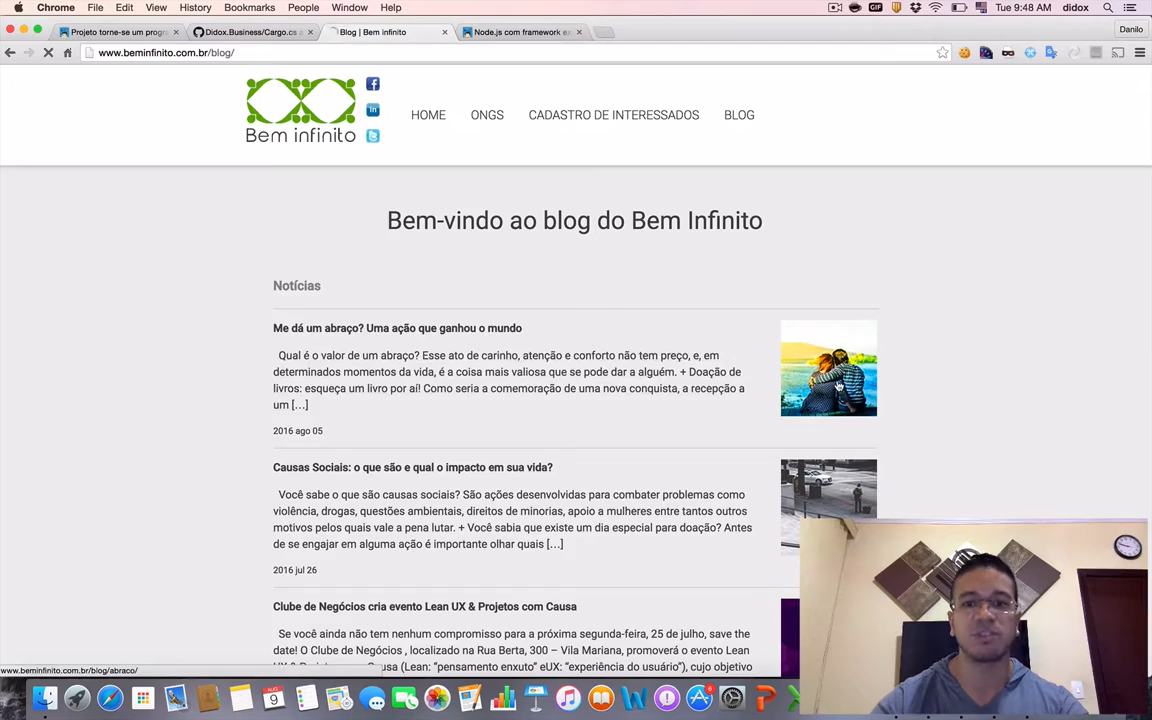 Chrome File Edit View History Bookmarks People Window Help
GIF Tue 9:48 AM didox
Projeto torne-se um progra
Didox.Business/Cargo.cs a
Blog | Bem infinito
Node.js com framework ex
Danilo
www.beminfinito.com.br/blog/
Bem infinito
HOME ONGS CADASTRO DE INTERESSADOS BLOG
Bem-vindo ao blog do Bem Infinito
Notícias
Me dá um abraço? Uma ação que ganhou o mundo
Qual é o valor de um abraço? Esse ato de carinho, atenção e conforto não tem preço, e, em
determinados momentos da vida, é a coisa mais valiosa que se pode dar a alguém. + Doação de
livros: esqueça um livro por aí! Como seria a comemoração de uma nova conquista, a recepção a
um [...]
2016 ago 05
Causas Sociais: o que são e qual o impacto em sua vida?
Você sabe o que são causas sociais? São ações desenvolvidas para combater problemas como
violência, drogas, questões ambientais, direitos de minorias, apoio a mulheres entre tantos outros
motivos pelos quais vale a pena lutar. + Você sabia que existe um dia especial para doação? Antes
de se engajar em alguma ação é importante olhar quais [...]
2016 jul 26
Clube de Negócios cria evento Lean UX & Projetos com Causa
Se você ainda não tem nenhum compromisso para a próxima segunda-feira, 25 de julho, save the
date! O Clube de Negócios , localizado na Rua Berta, 300 – Vila Mariana, promoverá o evento Lean
UX & Projetos com Causa (Lean: “pensamento enxuto” eUX: “experiência do usuário”), cujo objetivo
www.beminfinito.com.br/blog/abraco/